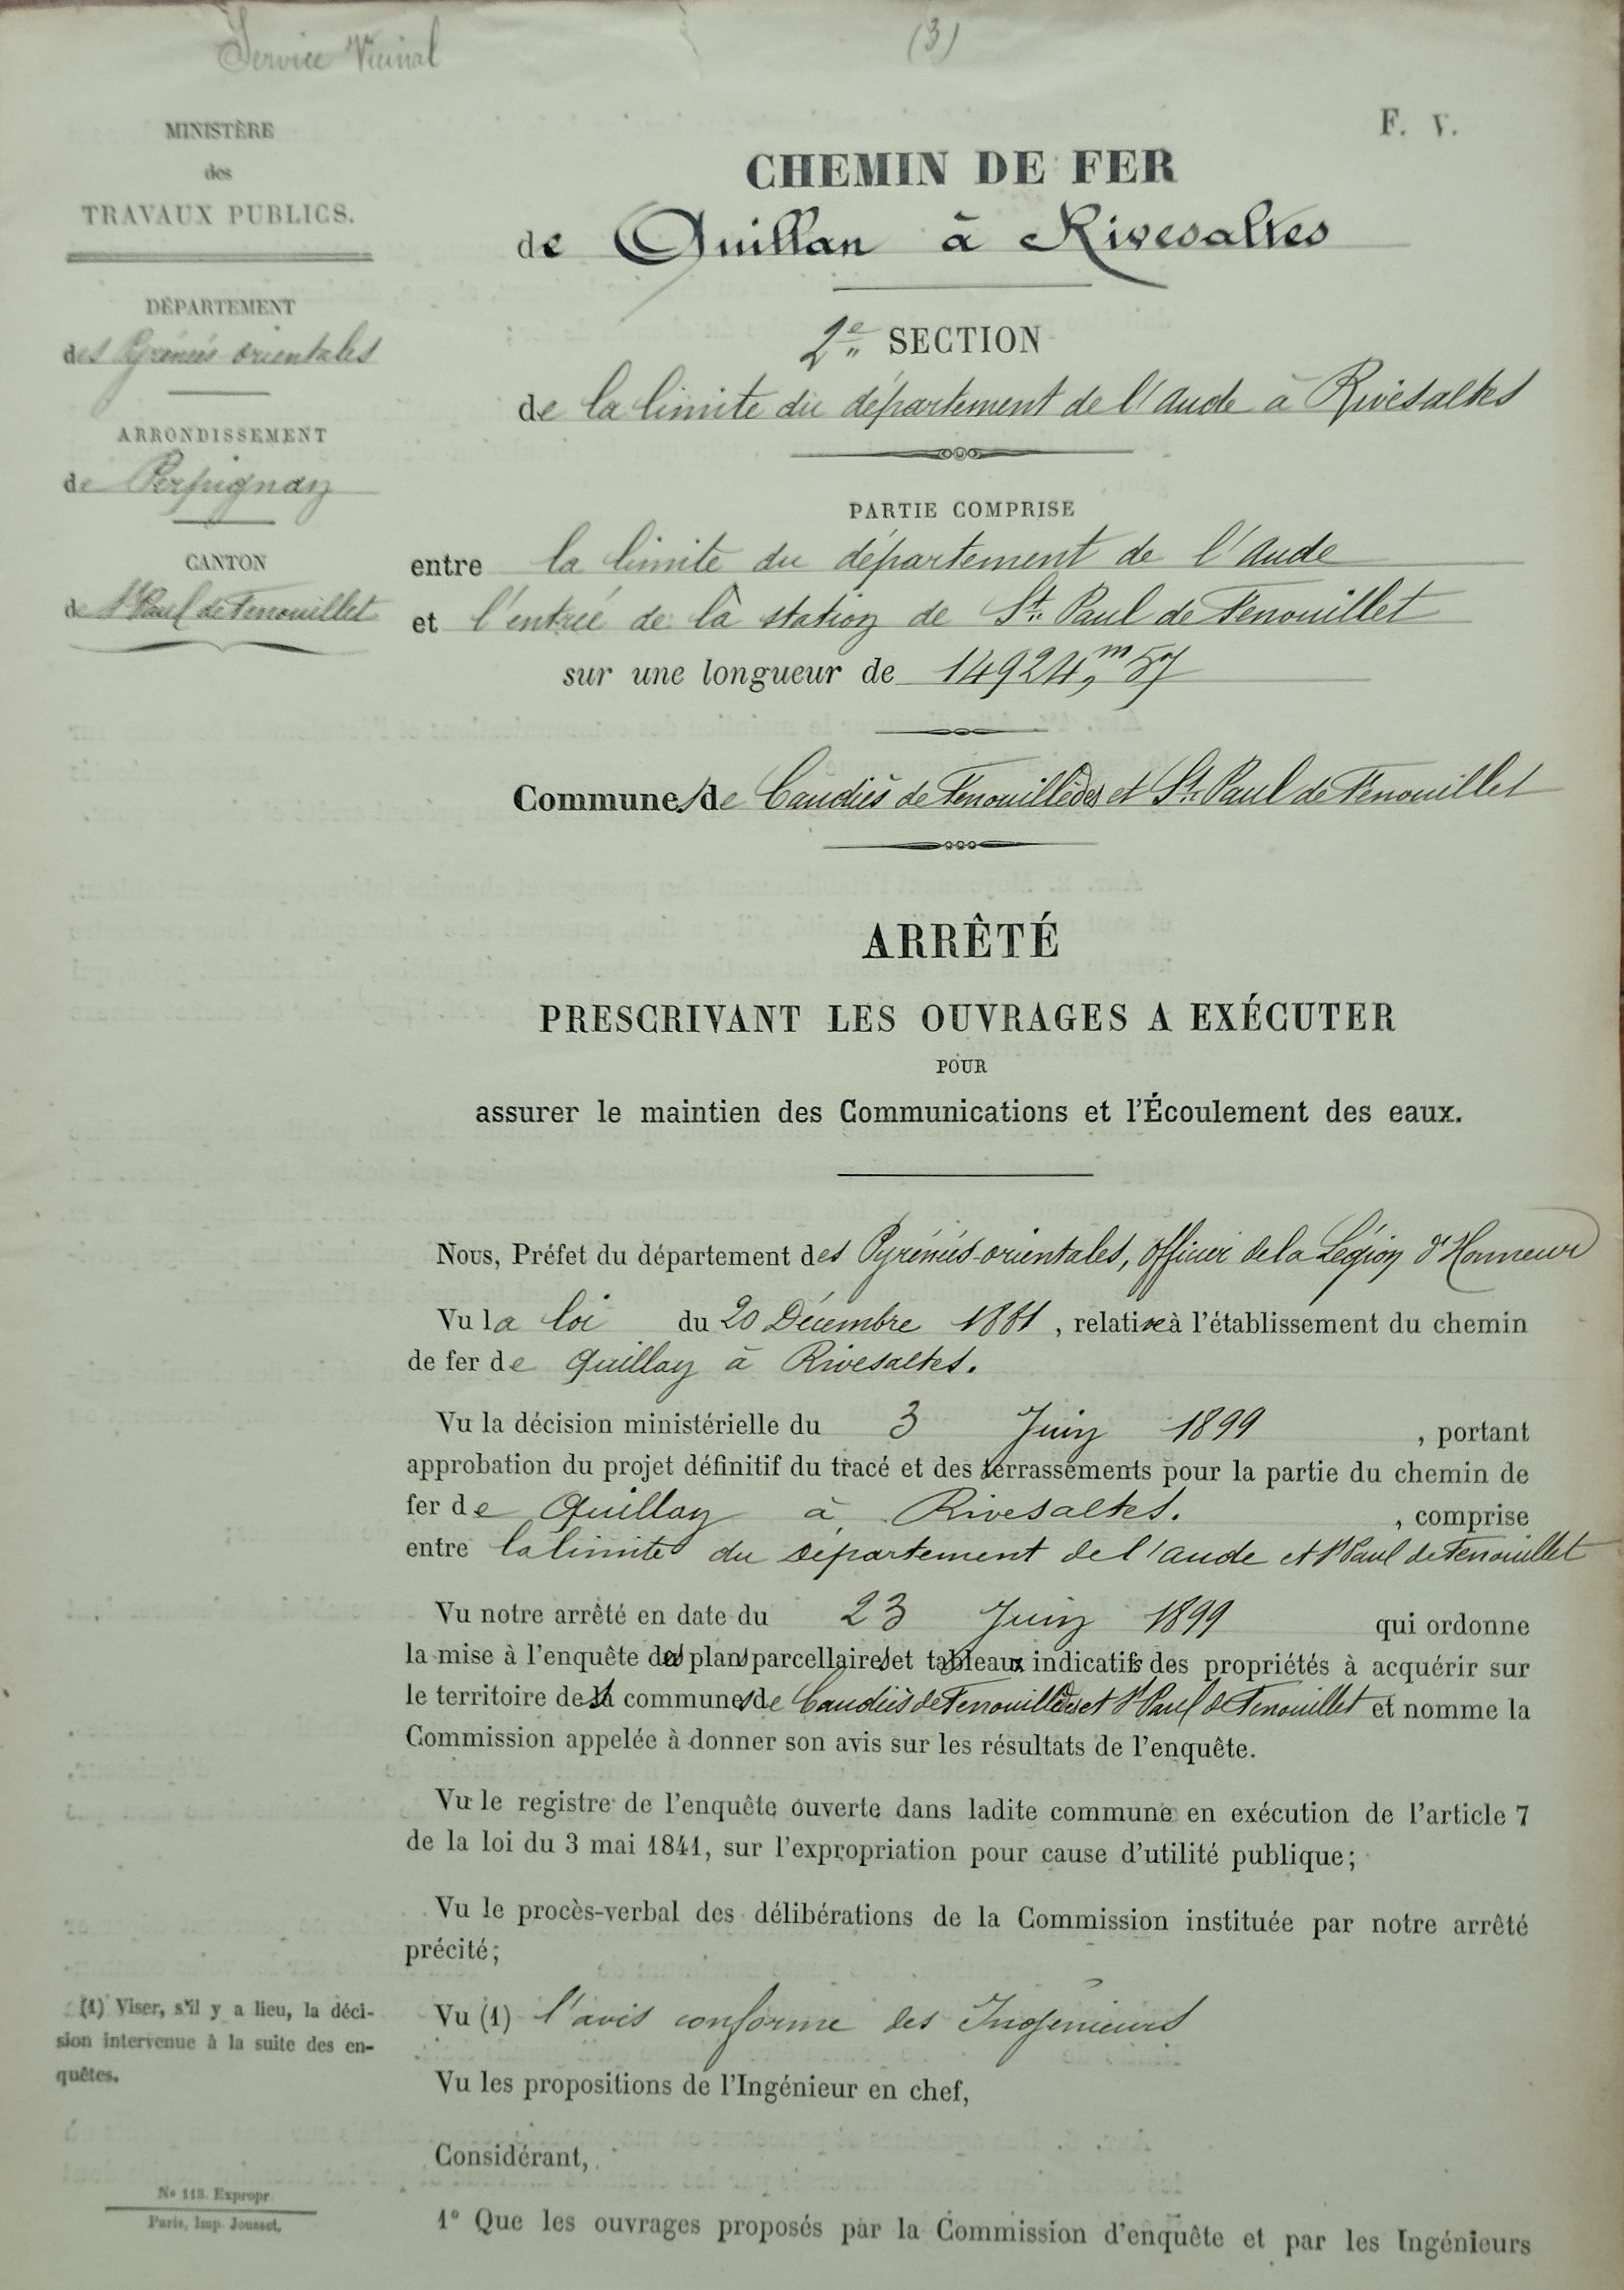 Service Vicinal
(3)
F. V.
MINISTÈRE
des
TRAVAUX PUBLICS.
DÉPARTEMENT
des Pyrénées orientales
ARRONDISSEMENT
de Perpignan
CANTON
de St Paul de Fenouillet
CHEMIN DE FER
de Quillan à Rivesaltes
2e SECTION
de la limite du département de l'Aude à Rivesaltes
PARTIE COMPRISE
entre la limite du département de l'Aude
et l'entrée de la station de St. Paul de Fenouillet
sur une longueur de 14924,m57
Communes de Caudiès de Fenouillèdes et St. Paul de Fenouillet
ARRÊTÉ
PRESCRIVANT LES OUVRAGES A EXÉCUTER
POUR
assurer le maintien des Communications et l'Écoulement des eaux.
Nous, Préfet du département des Pyrénées-orientales, officier de la Légion d'Honneur
Vu la loi du 20 Décembre 1881, relative à l'établissement du chemin
de fer de Quillan à Rivesaltes.
Vu la décision ministérielle du 3 Juin 1899, portant
approbation du projet définitif du tracé et des terrassements pour la partie du chemin de
fer de Quillan à Rivesaltes., comprise
entre la limite du département de l'Aude et St Paul de Fenouillet
Vu notre arrêté en date du 23 Juin 1899 qui ordonne
la mise à l'enquête des plans parcellaires et tableaux indicatifs des propriétés à acquérir sur
le territoire des communes de Caudiès de Fenouillèdes et St Paul de Fenouillet et nomme la
Commission appelée à donner son avis sur les résultats de l'enquête.
Vu le registre de l'enquête ouverte dans ladite commune en exécution de l'article 7
de la loi du 3 mai 1841, sur l'expropriation pour cause d'utilité publique;
Vu le procès-verbal des délibérations de la Commission instituée par notre arrêté
précité;
Vu (1) l'avis conforme des Ingénieurs
(1) Viser, s'il y a lieu, la déci-
sion intervenue à la suite des en-
quêtes.
Vu les propositions de l'Ingénieur en chef,
Considérant,
1° Que les ouvrages proposés par la Commission d'enquête et par les Ingénieurs
No 113. Expropr.
Paris, Imp. Jousset.